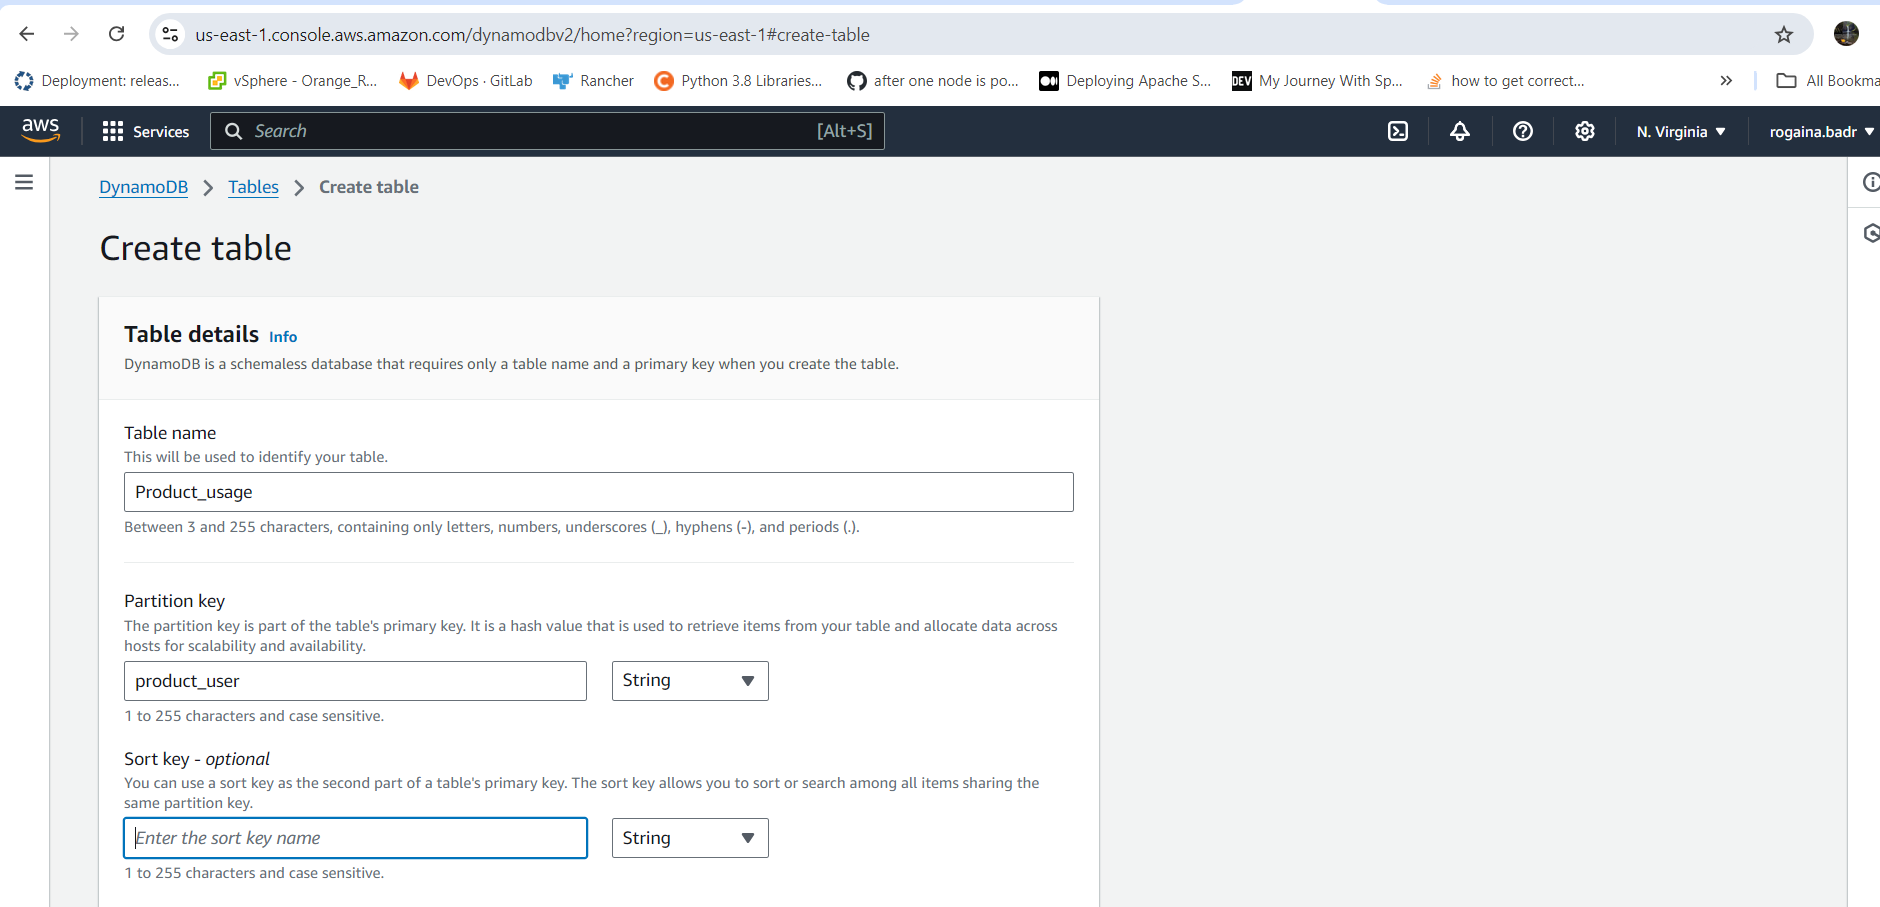 us-east-1.console.aws.amazon.com/dynamodbv2/home?region=us-east-1#create-table
Deployment: releas... vSphere - Orange_R... DevOps · GitLab Rancher Python 3.8 Libraries... after one node is po... Deploying Apache S... DEV My Journey With Sp... how to get correct... » All Bookma
aws Services Search [Alt+S] N. Virginia rogaina.badr
DynamoDB > Tables > Create table
Create table
Table details Info
DynamoDB is a schemaless database that requires only a table name and a primary key when you create the table.
Table name
This will be used to identify your table.
Product_usage
Between 3 and 255 characters, containing only letters, numbers, underscores (_), hyphens (-), and periods (.).
Partition key
The partition key is part of the table's primary key. It is a hash value that is used to retrieve items from your table and allocate data across
hosts for scalability and availability.
product_user String
1 to 255 characters and case sensitive.
Sort key - optional
You can use a sort key as the second part of a table's primary key. The sort key allows you to sort or search among all items sharing the
same partition key.
Enter the sort key name String
1 to 255 characters and case sensitive.